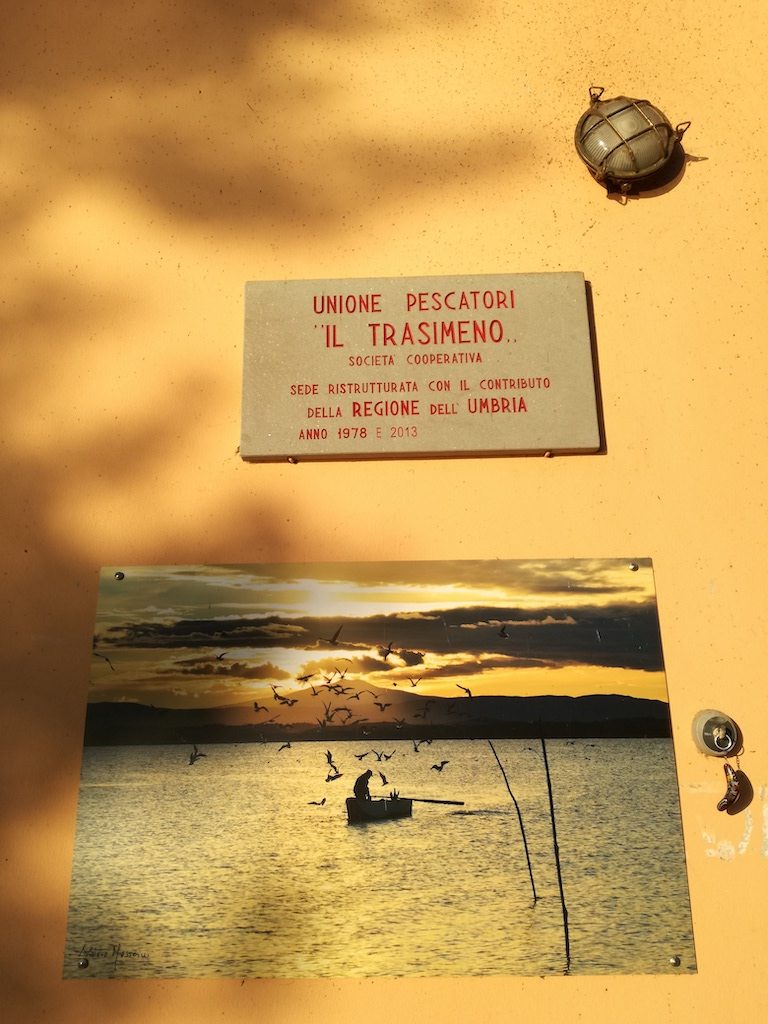 UNIONE PESCATORI
"IL TRASIMENO„
SOCIETA' COOPERATIVA
SEDE RISTRUTTURATA CON IL CONTRIBUTO
DELLA REGIONE DELL' UMBRIA
ANNO 1978 E 2013